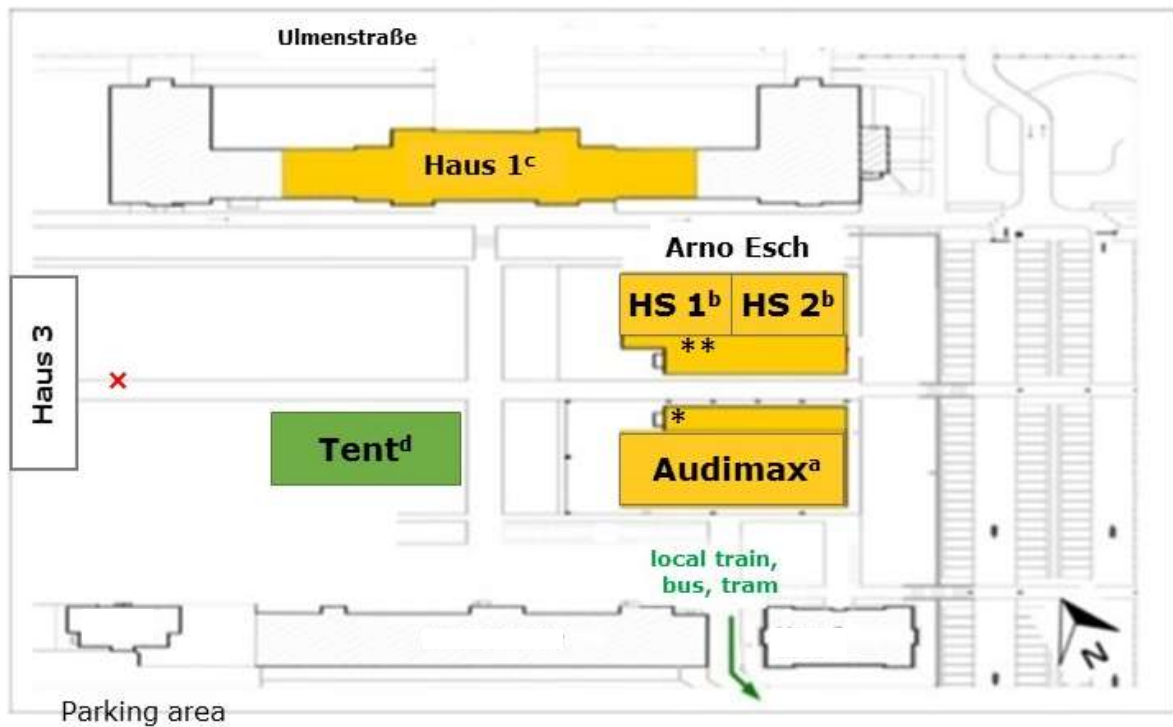 Ulmenstraße
Haus 1ᶜ
Arno Esch
HS 1ᵇ HS 2ᵇ
**
Haus 3
*
Tentᵈ
Audimaxᵃ
local train,
bus, tram
N
Parking area